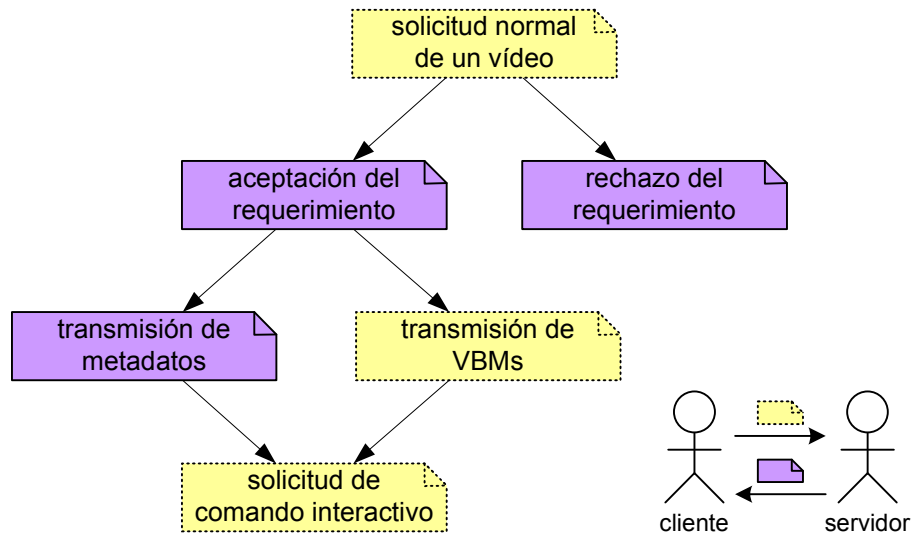 solicitud normal
de un vídeo
aceptación del
requerimiento
rechazo del
requerimiento
transmisión de
metadatos
transmisión de
VBMs
solicitud de
comando interactivo
cliente
servidor